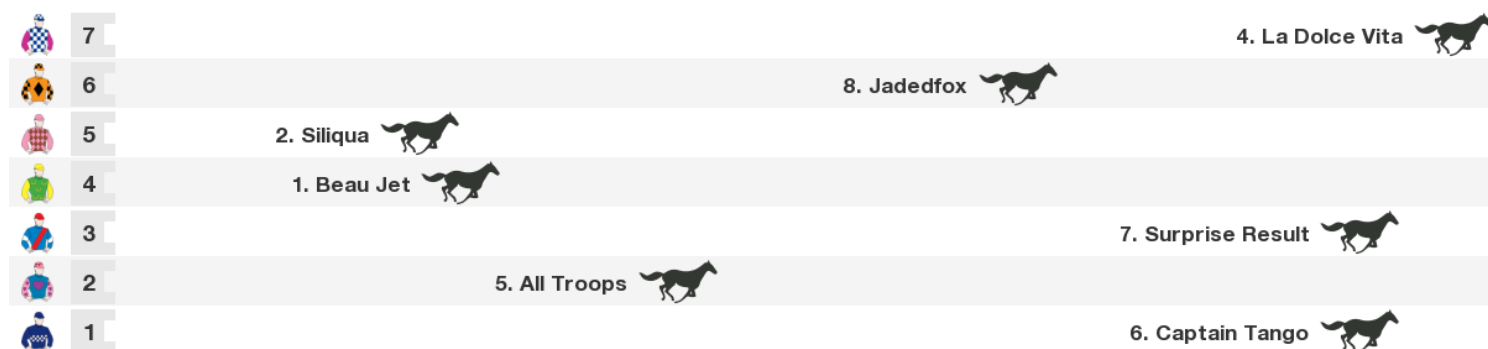 7 4. La Dolce Vita
6 8. Jadedfox
5 2. Siliqua
4 1. Beau Jet
3 7. Surprise Result
2 5. All Troops
1 6. Captain Tango